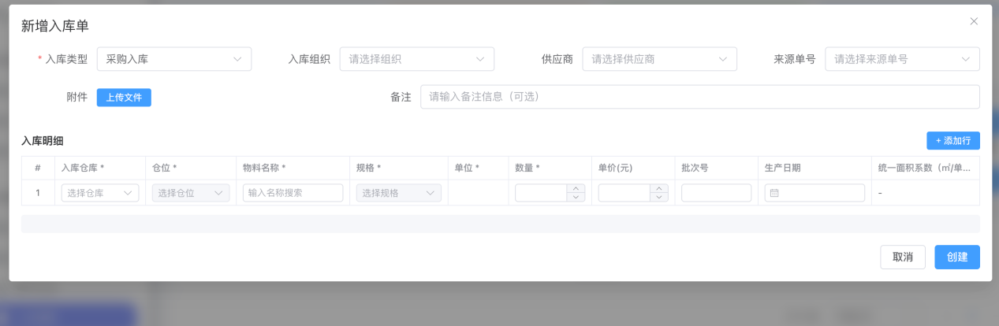 新增入库单
* 入库类型 采购入库 入库组织 请选择组织 供应商 请选择供应商 来源单号 请选择来源单号
附件 上传文件 备注 请输入备注信息（可选）
入库明细 + 添加行
# 入库仓库 * 仓位 * 物料名称 * 规格 * 单位 * 数量 * 单价(元) 批次号 生产日期 统一面积系数（㎡/单...
1 选择仓库 选择仓位 输入名称搜索 选择规格 -
取消 创建